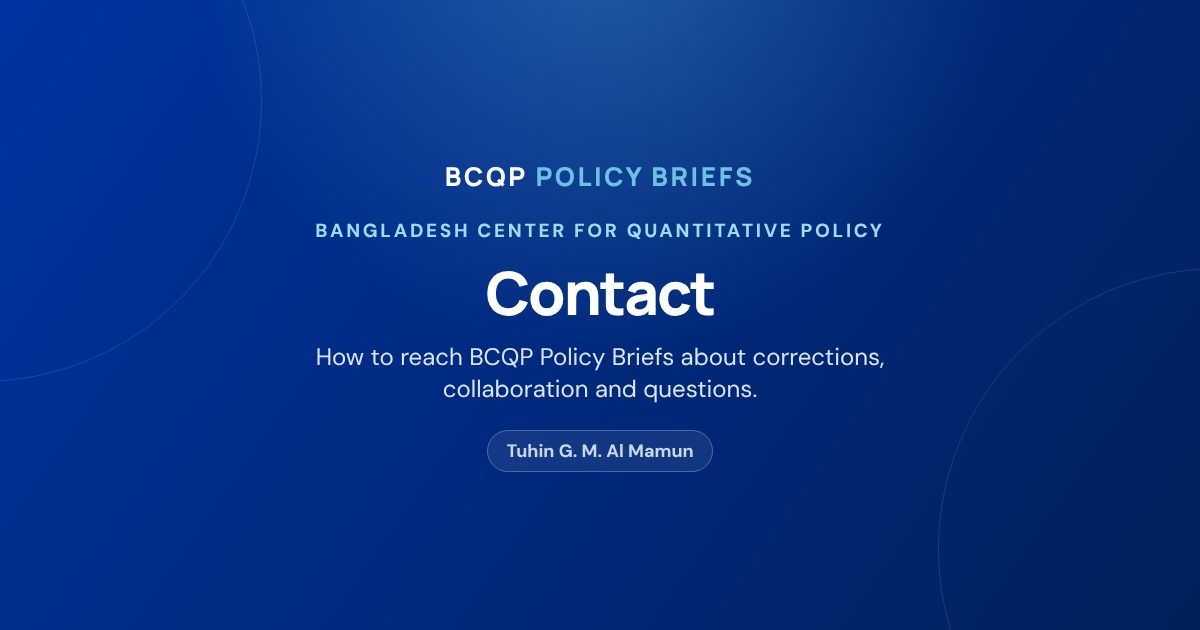 BCQP POLICY BRIEFS
BANGLADESH CENTER FOR QUANTITATIVE POLICY
Contact
How to reach BCQP Policy Briefs about corrections,
collaboration and questions.
Tuhin G. M. Al Mamun